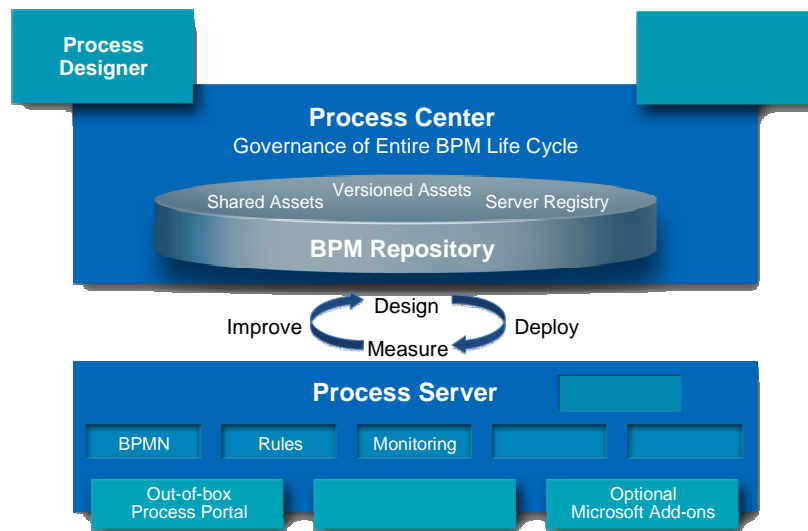 Process
Designer
Process Center
Governance of Entire BPM Life Cycle
Versioned Assets
Shared Assets
Server Registry
BPM Repository
Design
Improve
Deploy
Measure
Process Server
BPMN
Rules
Monitoring
Out-of-box
Process Portal
Optional
Microsoft Add-ons